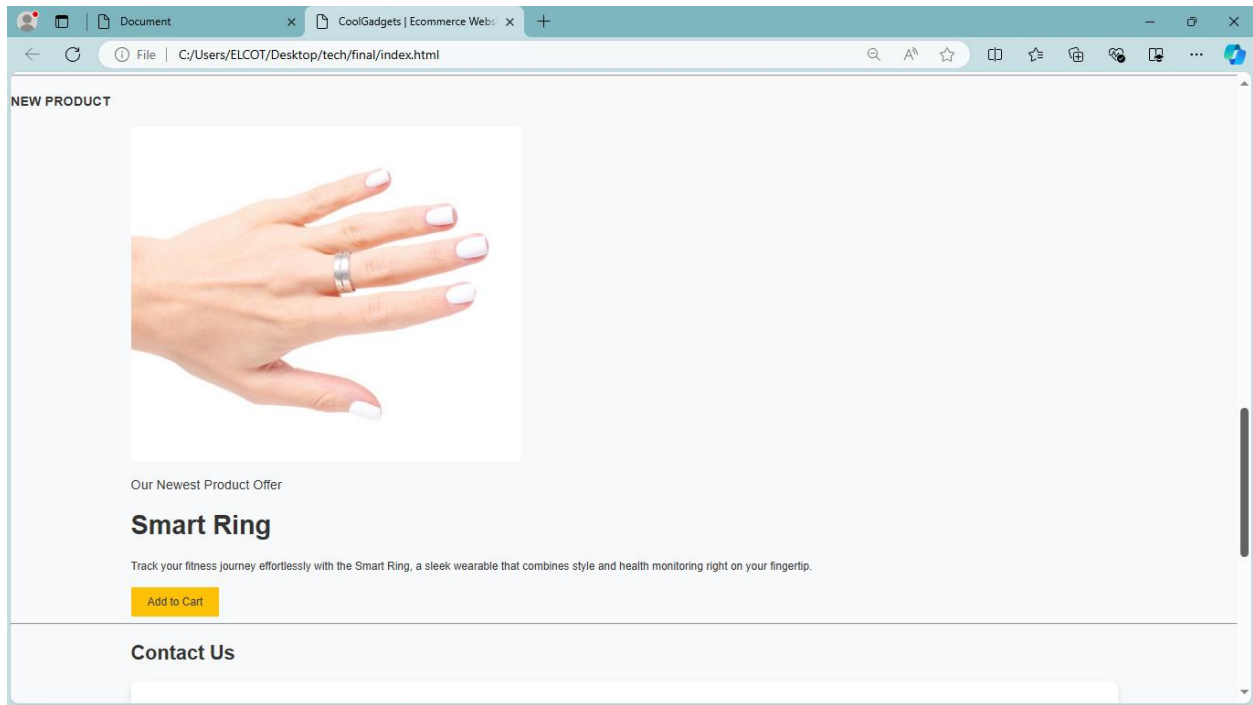 Document
CoolGadgets | Ecommerce Webs
File | C:/Users/ELCOT/Desktop/tech/final/index.html
NEW PRODUCT
Our Newest Product Offer
Smart Ring
Track your fitness journey effortlessly with the Smart Ring, a sleek wearable that combines style and health monitoring right on your fingertip.
Add to Cart
Contact Us